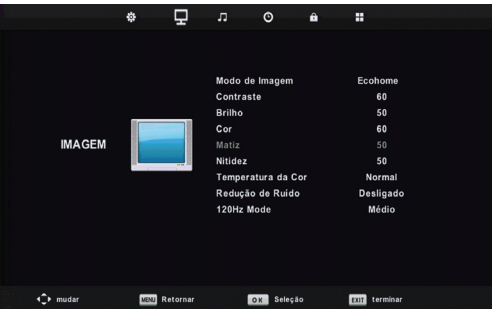 Modo de Imagem Ecohome
Contraste 60
Brilho 50
Cor 60
IMAGEM
Matiz 50
Nitidez 50
Temperatura da Cor Normal
Redução de Ruído Desligado
120Hz Mode Médio
mudar MENU Retornar OK Seleção EXIT terminar